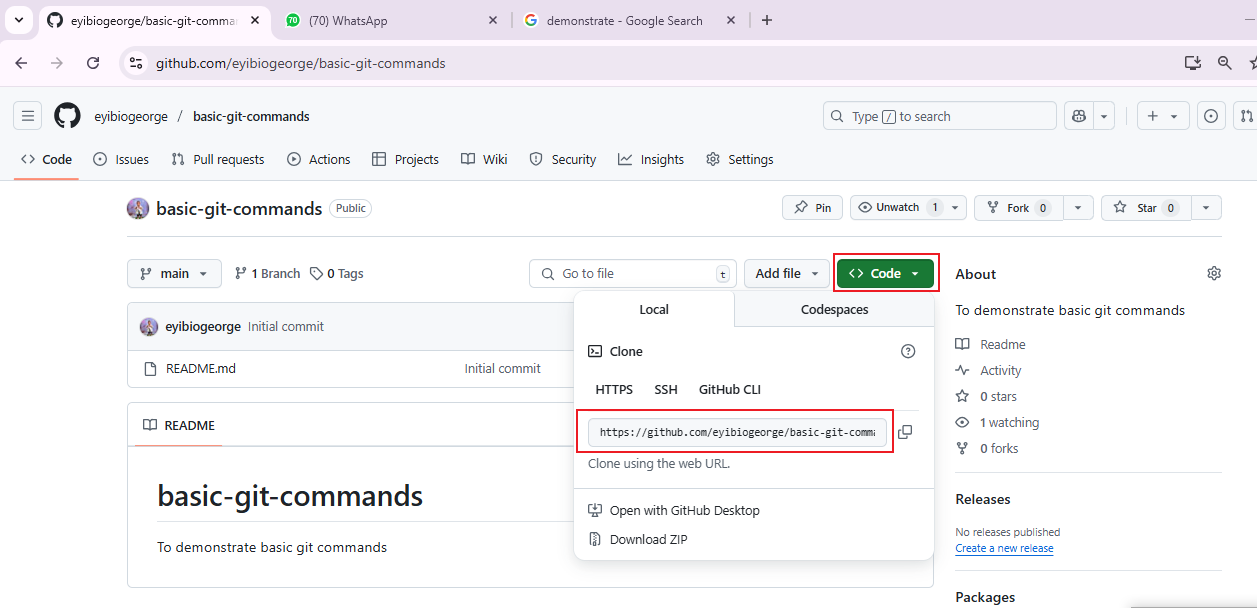 eyibiogeorge/basic-git-comma
70 (70) WhatsApp
demonstrate - Google Search
github.com/eyibiogeorge/basic-git-commands
eyibiogeorge / basic-git-commands
Type / to search
Code
Issues
Pull requests
Actions
Projects
Wiki
Security
Insights
Settings
basic-git-commands Public
Pin
Unwatch 1
Fork 0
Star 0
main
1 Branch
0 Tags
Go to file t
Add file
Code
eyibiogeorge Initial commit
README.md Initial commit
README
basic-git-commands
To demonstrate basic git commands
Local
Codespaces
Clone
HTTPS SSH GitHub CLI
https://github.com/eyibiogeorge/basic-git-comma
Clone using the web URL.
Open with GitHub Desktop
Download ZIP
About
To demonstrate basic git commands
Readme
Activity
0 stars
1 watching
0 forks
Releases
No releases published
Create a new release
Packages